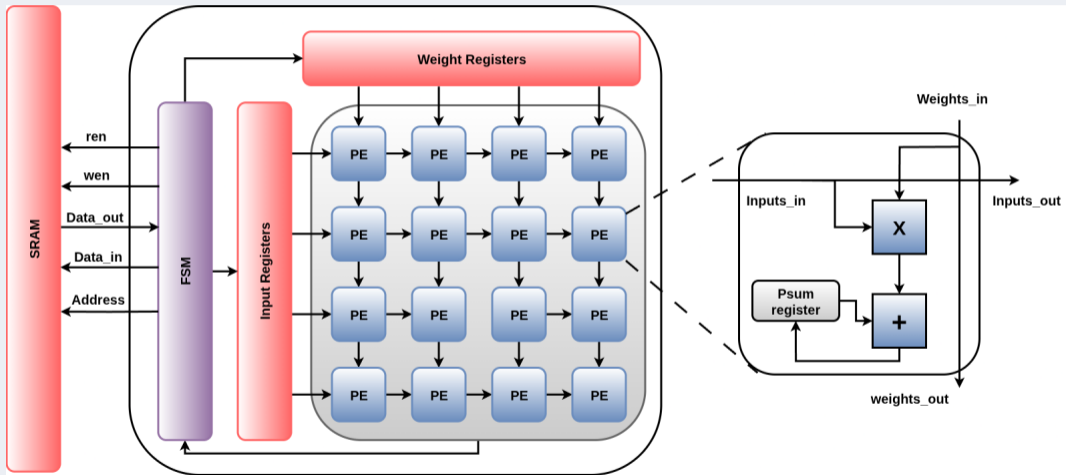 SRAM
ren
wen
Data_out
Data_in
Address
FSM
Input Registers
Weight Registers
PE PE PE PE
PE PE PE PE
PE PE PE PE
PE PE PE PE
Weights_in
Inputs_in
Inputs_out
X
Psum
register
+
weights_out